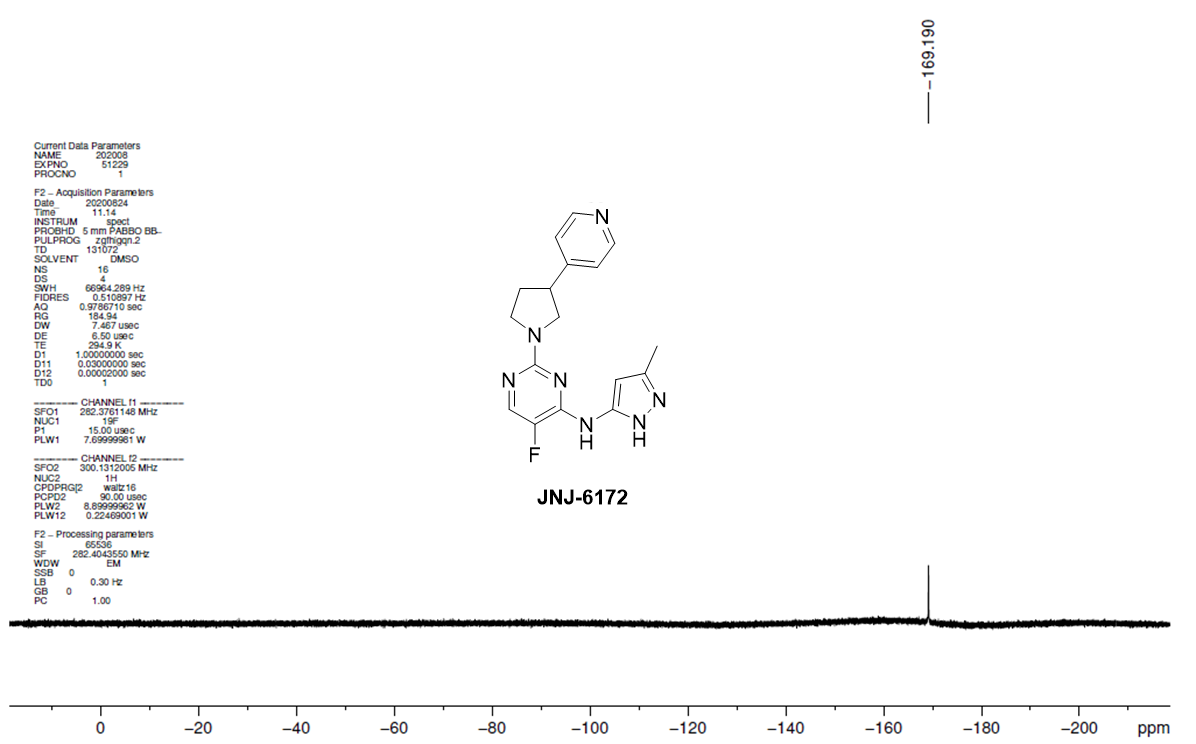 -169.190
Current Data Parameters
NAME 202008
EXPNO 51229
PROCNO 1
F2 – Acquisition Parameters
Date_ 20200824
Time 11.14
INSTRUM spect
PROBHD 5 mm PABBO BB–
PULPROG zgfhigqn.2
TD 131072
SOLVENT DMSO
NS 16
DS 4
SWH 66964.289 Hz
FIDRES 0.510897 Hz
AQ 0.9786710 sec
RG 184.94
DW 7.467 usec
DE 6.50 usec
TE 294.9 K
D1 1.00000000 sec
D11 0.03000000 sec
D12 0.00002000 sec
TD0 1
======== CHANNEL f1 ========
SFO1 282.3761148 MHz
NUC1 19F
P1 15.00 usec
PLW1 7.69999981 W
======== CHANNEL f2 ========
SFO2 300.1312005 MHz
NUC2 1H
CPDPRG[2 waltz16
PCPD2 90.00 usec
PLW2 8.89999962 W
PLW12 0.22469001 W
F2 – Processing parameters
SI 65536
SF 282.4043550 MHz
WDW EM
SSB 0
LB 0.30 Hz
GB 0
PC 1.00
N
N
N N
N
N
H
N
H
F
JNJ-6172
0 −20 −40 −60 −80 −100 −120 −140 −160 −180 −200 ppm